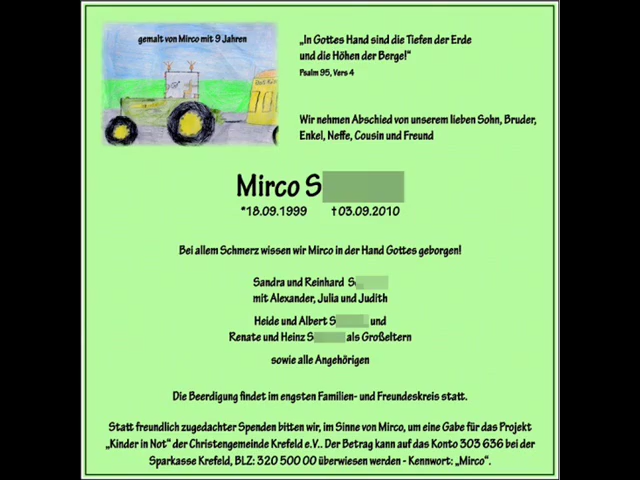 gemalt von Mirco mit 9 Jahren
„In Gottes Hand sind die Tiefen der Erde
und die Höhen der Berge!“
Psalm 95, Vers 4
Wir nehmen Abschied von unserem lieben Sohn, Bruder,
Enkel, Neffe, Cousin und Freund
Mirco S
*18.09.1999 †03.09.2010
Bei allem Schmerz wissen wir Mirco in der Hand Gottes geborgen!
Sandra und Reinhard S
mit Alexander, Julia und Judith
Heide und Albert S und
Renate und Heinz S als Großeltern
sowie alle Angehörigen
Die Beerdigung findet im engsten Familien- und Freundeskreis statt.
Statt freundlich zugedachter Spenden bitten wir, im Sinne von Mirco, um eine Gabe für das Projekt
„Kinder in Not“ der Christengemeinde Krefeld e.V.. Der Betrag kann auf das Konto 303 636 bei der
Sparkasse Krefeld, BLZ: 320 500 00 überwiesen werden - Kennwort: „Mirco“.